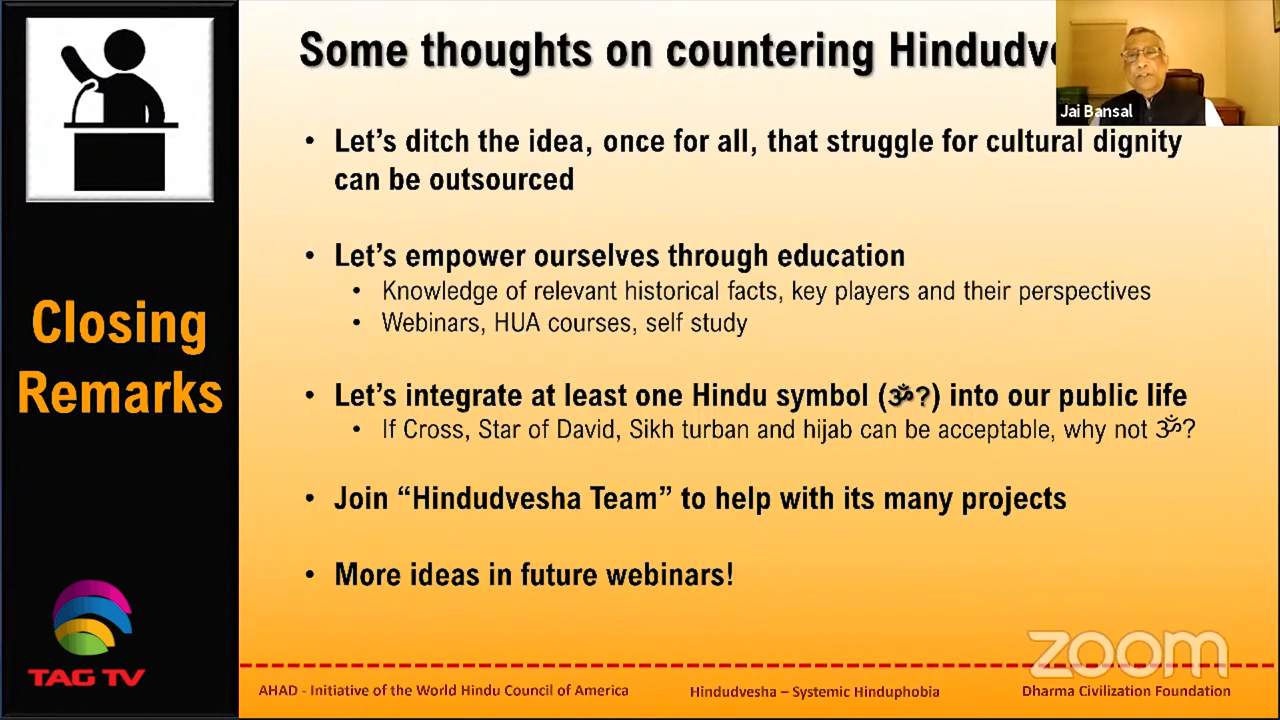 Some thoughts on countering Hindudve
Jai Bansal
• Let’s ditch the idea, once for all, that struggle for cultural dignity
can be outsourced
• Let’s empower ourselves through education
• Knowledge of relevant historical facts, key players and their perspectives
• Webinars, HUA courses, self study
• Let’s integrate at least one Hindu symbol (ॐ?) into our public life
• If Cross, Star of David, Sikh turban and hijab can be acceptable, why not ॐ?
• Join “Hindudvesha Team” to help with its many projects
• More ideas in future webinars!
Closing
Remarks
TAG TV
zoom
AHAD - Initiative of the World Hindu Council of America
Hindudvesha – Systemic Hinduphobia
Dharma Civilization Foundation